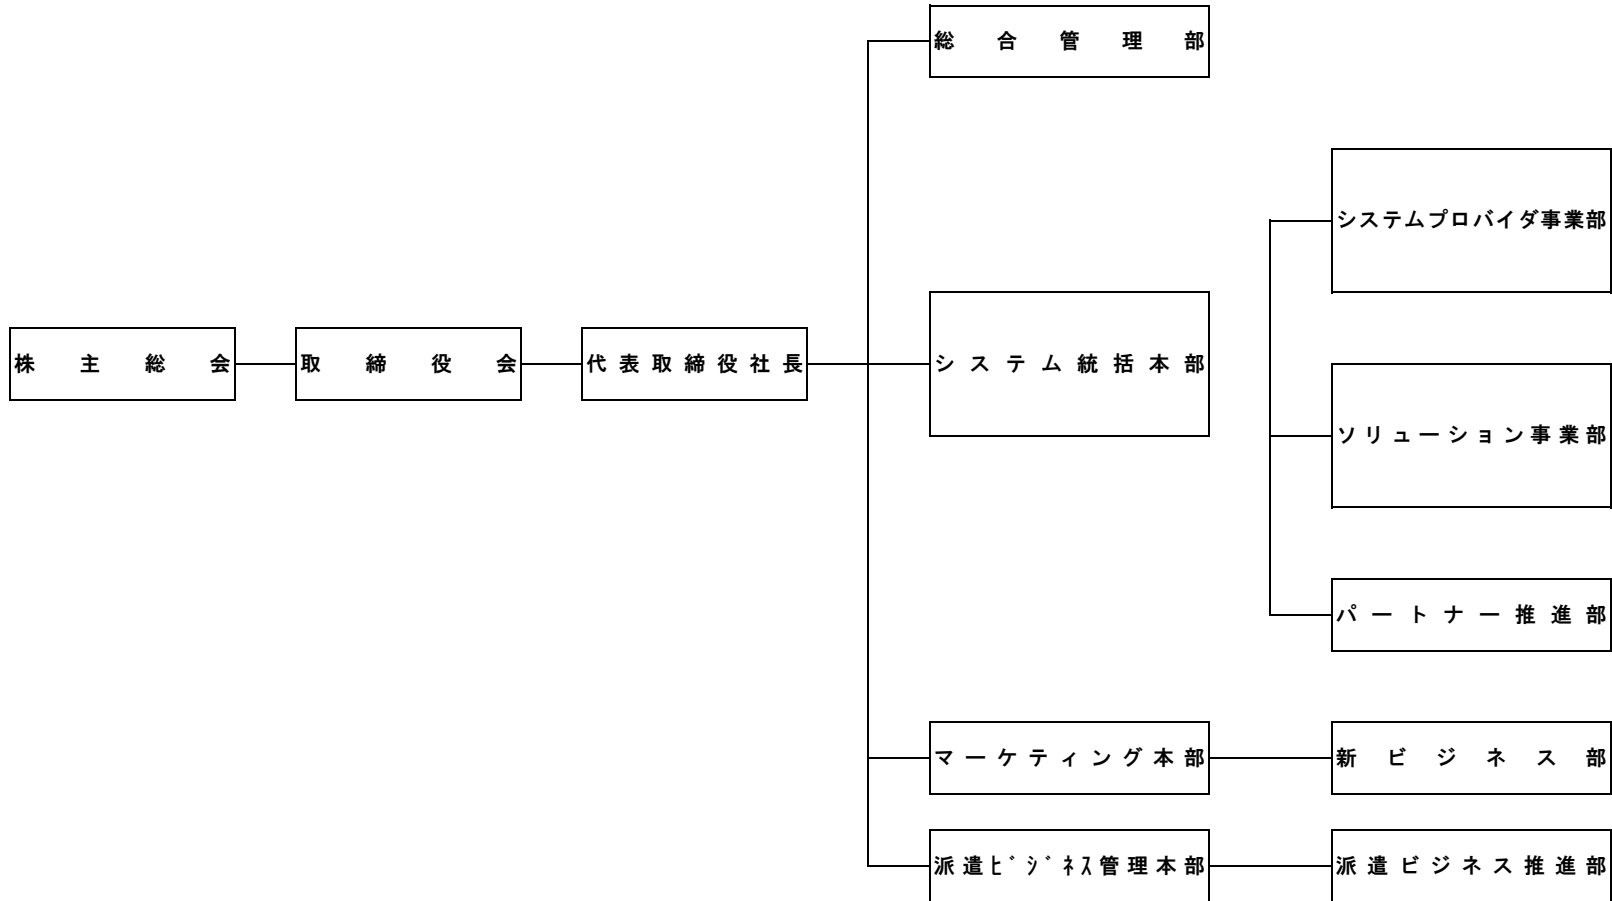 総合管理部
システムプロバイダ事業部
株主総会
取締役会
代表取締役社長
システム統括本部
ソリューション事業部
パートナー推進部
マーケティング本部
新ビジネス部
派遣ﾋﾞｼﾞﾈｽ管理本部
派遣ビジネス推進部